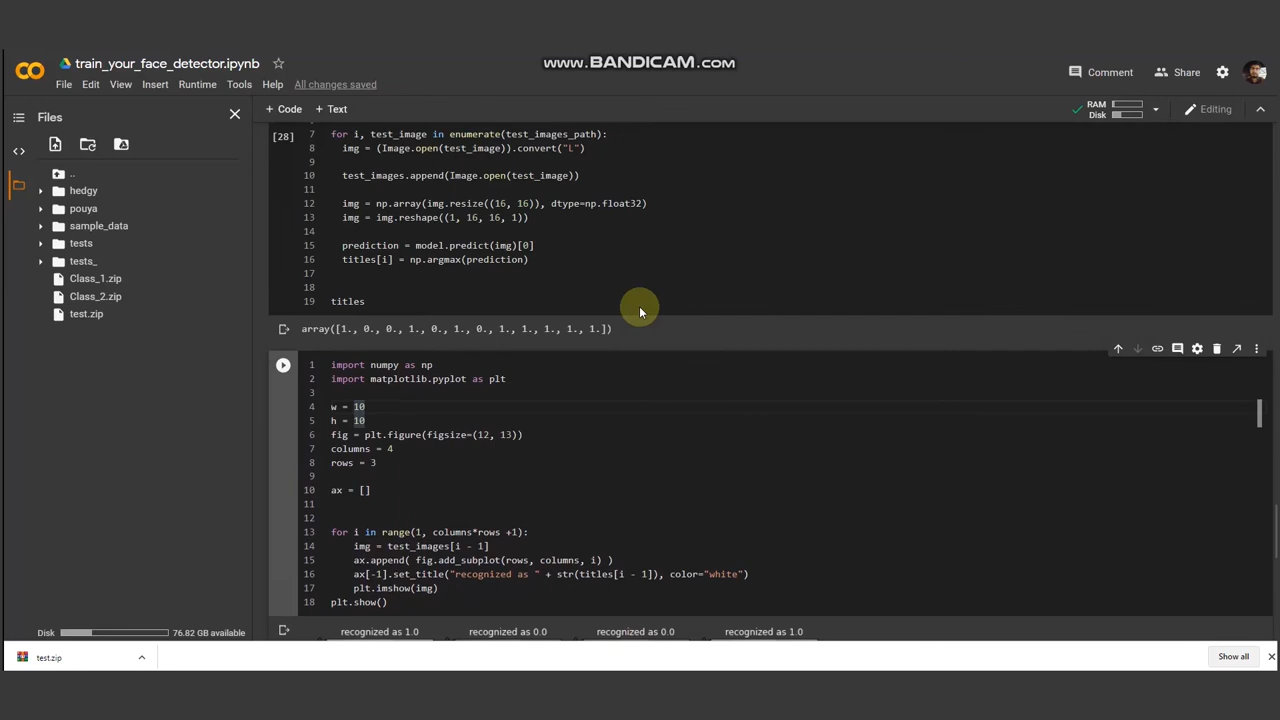 www.BANDICAM.com
train_your_face_detector.ipynb
File Edit View Insert Runtime Tools Help All changes saved
Comment Share
Files
+ Code + Text
RAM
Disk
Editing
..
hedgy
pouya
sample_data
tests
tests_
Class_1.zip
Class_2.zip
test.zip
Disk 76.82 GB available
[28]
7 for i, test_image in enumerate(test_images_path):
8 img = (Image.open(test_image)).convert("L")
9
10 test_images.append(Image.open(test_image))
11
12 img = np.array(img.resize((16, 16)), dtype=np.float32)
13 img = img.reshape((1, 16, 16, 1))
14
15 prediction = model.predict(img)[0]
16 titles[i] = np.argmax(prediction)
17
18
19 titles
array([1., 0., 0., 1., 0., 1., 0., 1., 1., 1., 1., 1.])
1 import numpy as np
2 import matplotlib.pyplot as plt
3
4 w = 10
5 h = 10
6 fig = plt.figure(figsize=(12, 13))
7 columns = 4
8 rows = 3
9
10 ax = []
11
12
13 for i in range(1, columns*rows +1):
14 img = test_images[i - 1]
15 ax.append( fig.add_subplot(rows, columns, i) )
16 ax[-1].set_title("recognized as " + str(titles[i - 1]), color="white")
17 plt.imshow(img)
18 plt.show()
recognized as 1.0 recognized as 0.0 recognized as 0.0 recognized as 1.0
test.zip
Show all